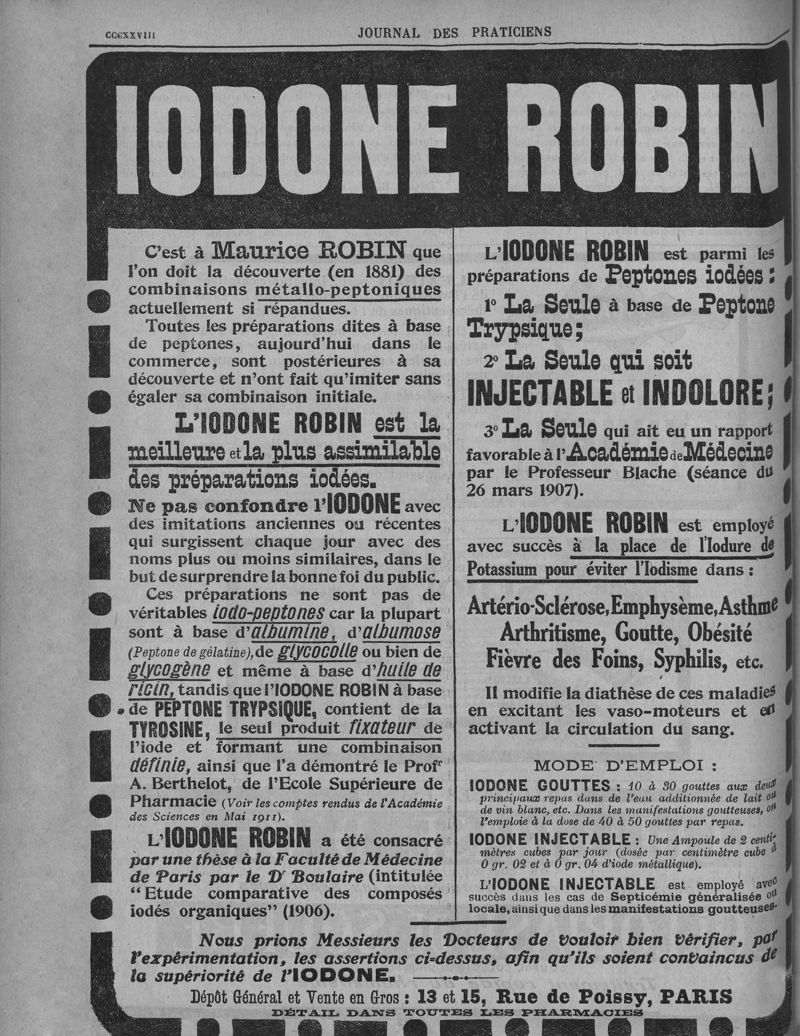 CCCXXVIII
JOURNAL DES PRATICIENS
IODONE ROBIN
C'est à Maurice ROBIN que
l'on doit la découverte (en 1881) des
combinaisons métallo-peptoniques
actuellement si répandues.
Toutes les préparations dites à base
de peptones, aujourd'hui dans le
commerce, sont postérieures à sa
découverte et n'ont fait qu'imiter sans
égaler sa combinaison initiale.
L'IODONE ROBIN est la
meilleure et la plus assimilable
des préparations iodées.
Ne pas confondre l'IODONE avec
des imitations anciennes ou récentes
qui surgissent chaque jour avec des
noms plus ou moins similaires, dans le
but de surprendre la bonne foi du public.
Ces préparations ne sont pas de
véritables iodo-peptones car la plupart
sont à base d'albumine, d'albumose
(Peptone de gélatine), de glycocolle ou bien de
glycogène et même à base d'huile de
ricin, tandis que l'IODONE ROBIN à base
de PEPTONE TRYPSIQUE, contient de la
TYROSINE, le seul produit fixateur de
l'iode et formant une combinaison
définie, ainsi que l'a démontré le Profr
A. Berthelot, de l'Ecole Supérieure de
Pharmacie (Voir les comptes rendus de l'Académie
des Sciences en Mai 1911).
L'IODONE ROBIN a été consacré
par une thèse à la Faculté de Médecine
de Paris par le Dr Boulaire (intitulée
“Etude comparative des composés
iodés organiques” (1906).
L'IODONE ROBIN est parmi les
préparations de Peptones iodées :
1º La Seule à base de Peptone
Trypsique;
2º La Seule qui soit
INJECTABLE et INDOLORE;
3º La Seule qui ait eu un rapport
favorable à l'Académie de Médecine
par le Professeur Blache (séance du
26 mars 1907).
L'IODONE ROBIN est employé
avec succès à la place de l'Iodure de
Potassium pour éviter l'Iodisme dans :
Artério-Sclérose, Emphysème, Asthme
Arthritisme, Goutte, Obésité
Fièvre des Foins, Syphilis, etc.
Il modifie la diathèse de ces maladies
en excitant les vaso-moteurs et en
activant la circulation du sang.
MODE D'EMPLOI :
IODONE GOUTTES : 10 à 30 gouttes aux deux
principaux repas dans de l'eau additionnée de lait ou
de vin blanc, etc. Dans les manifestations goutteuses, on
l'emploie à la dose de 40 à 50 gouttes par repas.
IODONE INJECTABLE : Une Ampoule de 2 centi-
mètres cubes par jour (dosée par centimètre cube à
0 gr. 02 et à 0 gr. 04 d'iode métallique).
L'IODONE INJECTABLE est employé avec
succès dans les cas de Septicémie généralisée ou
locale, ainsi que dans les manifestations goutteuses.
Nous prions Messieurs les Docteurs de vouloir bien vérifier, par
l'expérimentation, les assertions ci-dessus, afin qu'ils soient convaincus de
la supériorité de l'IODONE.
Dépôt Général et Vente en Gros : 13 et 15, Rue de Poissy, PARIS
DÉTAIL DANS TOUTES LES PHARMACIES